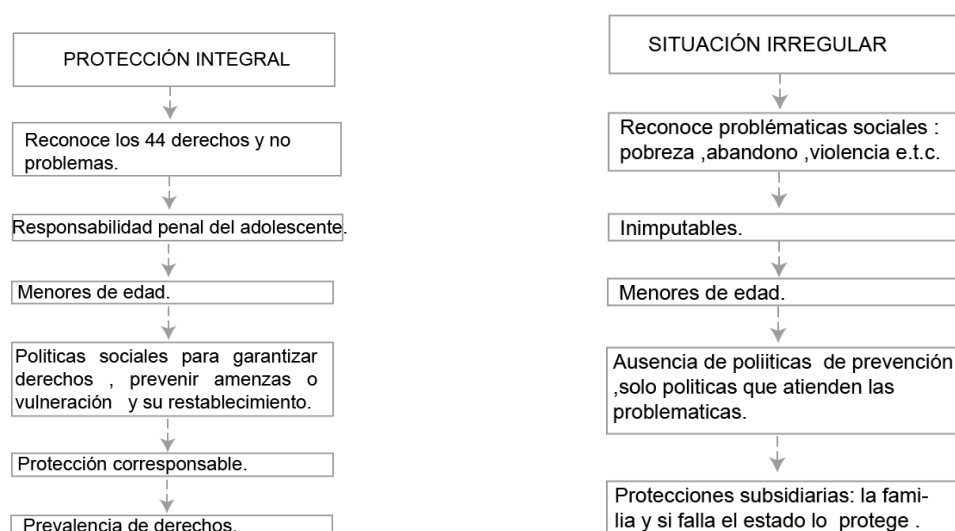 PROTECCIÓN INTEGRAL
Reconoce los 44 derechos y no
problemas.
Responsabilidad penal del adolescente.
Menores de edad.
Politicas sociales para garantizar
derechos , prevenir amenzas o
vulneración y su restablecimiento.
Protección corresponsable.
Prevalencia de derechos.
SITUACIÓN IRREGULAR
Reconoce problématicas sociales :
pobreza ,abandono ,violencia e.t.c.
Inimputables.
Menores de edad.
Ausencia de poliiticas de prevención
,solo politicas que atienden las
problematicas.
Protecciones subsidiarias: la fami-
lia y si falla el estado lo protege .